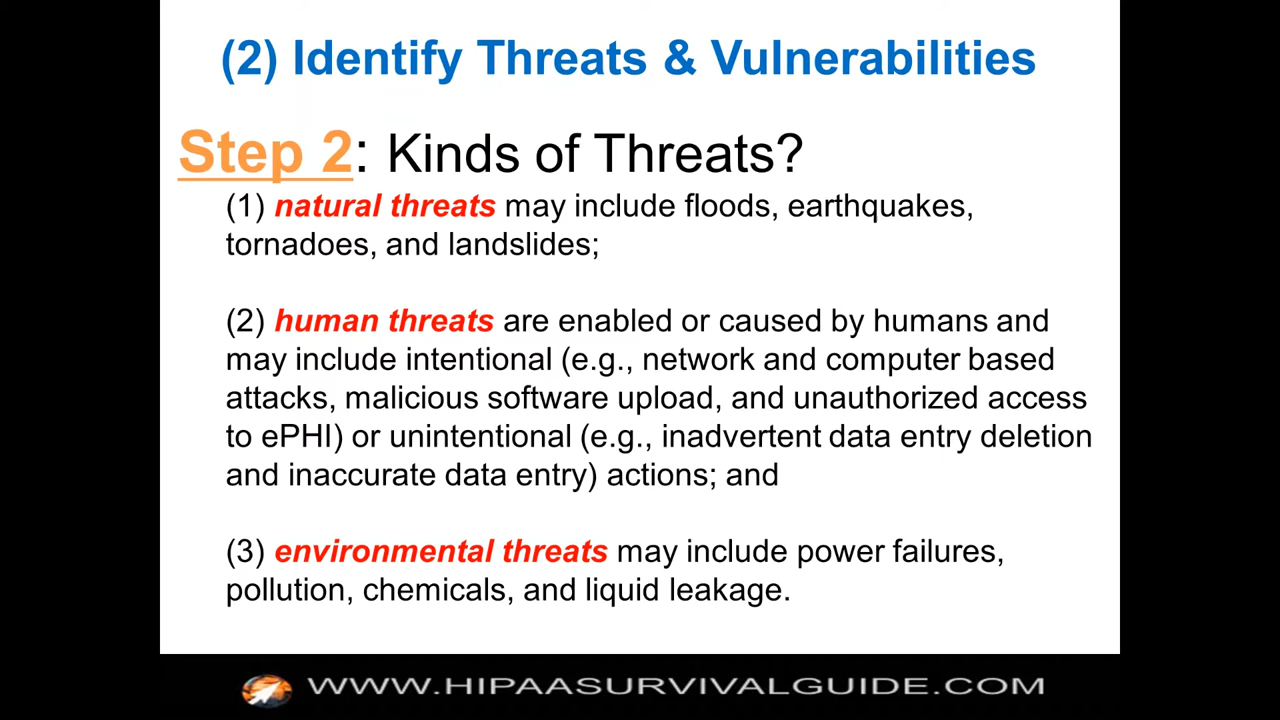 (2) Identify Threats & Vulnerabilities
Step 2: Kinds of Threats?
(1) natural threats may include floods, earthquakes,
tornadoes, and landslides;
(2) human threats are enabled or caused by humans and
may include intentional (e.g., network and computer based
attacks, malicious software upload, and unauthorized access
to ePHI) or unintentional (e.g., inadvertent data entry deletion
and inaccurate data entry) actions; and
(3) environmental threats may include power failures,
pollution, chemicals, and liquid leakage.
WWW.HIPAASURVIVALGUIDE.COM